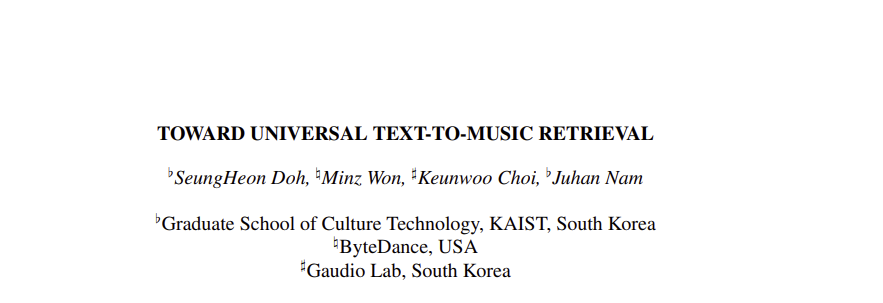 TOWARD UNIVERSAL TEXT-TO-MUSIC RETRIEVAL
♭SeungHeon Doh, ♮Minz Won, ♯Keunwoo Choi, ♭Juhan Nam
♭Graduate School of Culture Technology, KAIST, South Korea
♮ByteDance, USA
♯Gaudio Lab, South Korea